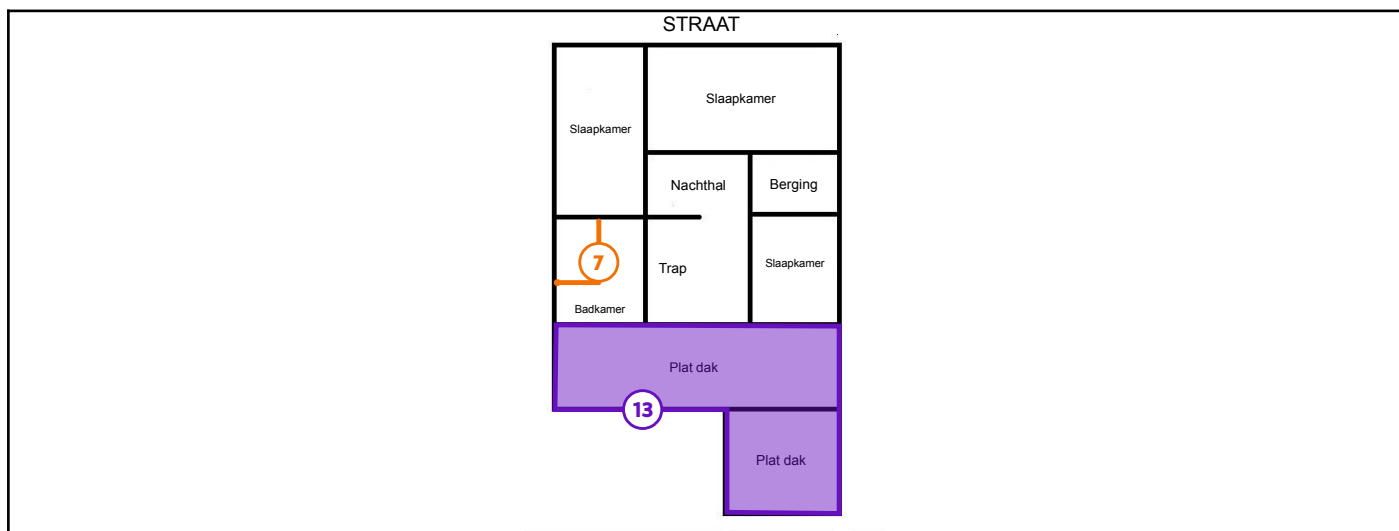 STRAAT
Slaapkamer
Slaapkamer
Nachthal
Berging
7
Trap
Slaapkamer
Badkamer
Plat dak
13
Plat dak